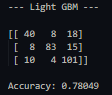 --- Light GBM ---
[[ 40   8  18]
 [  8  83  15]
 [ 10   4 101]]
Accuracy: 0.78049